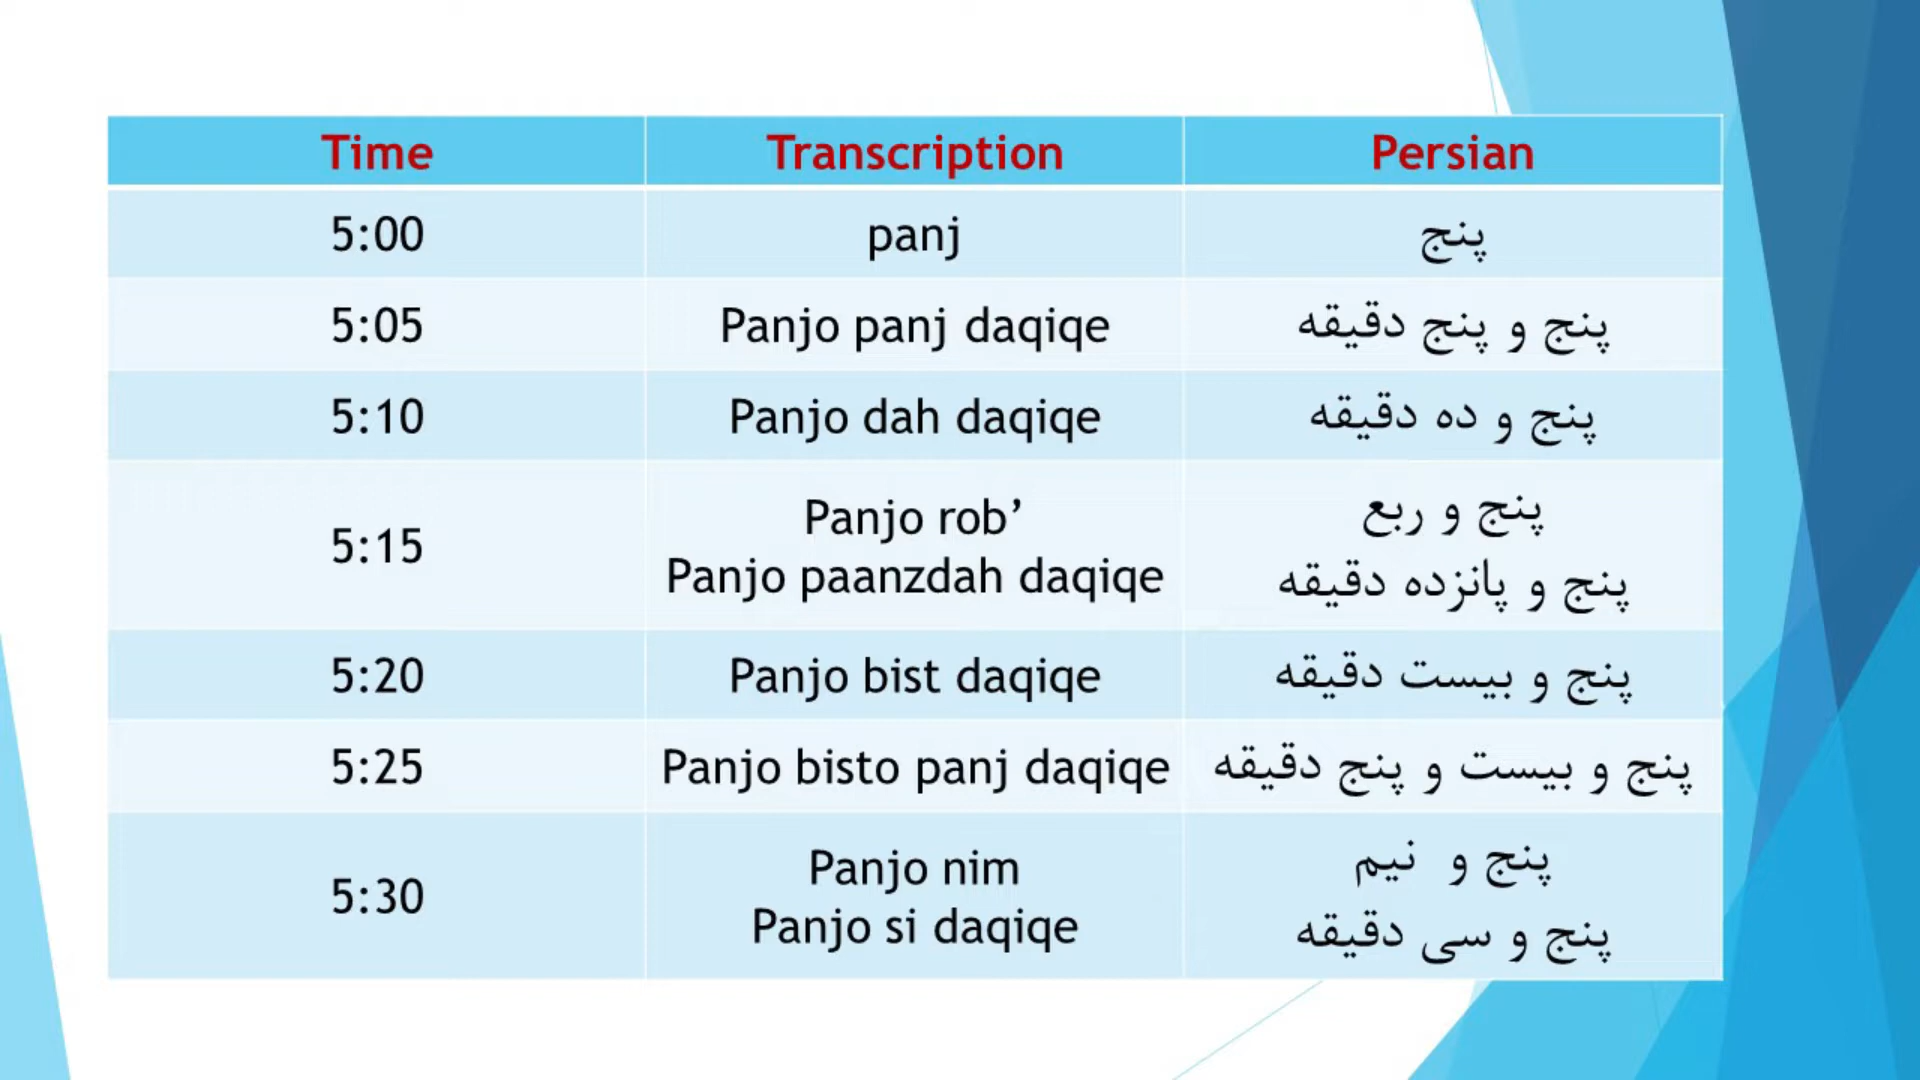 Time Transcription Persian
5:00 panj پنج
5:05 Panjo panj daqiqe پنج و پنج دقیقه
5:10 Panjo dah daqiqe پنج و ده دقیقه
5:15 Panjo rob’ پنج و ربع
Panjo paanzdah daqiqe پنج و پانزده دقیقه
5:20 Panjo bist daqiqe پنج و بیست دقیقه
5:25 Panjo bisto panj daqiqe پنج و بیست و پنج دقیقه
5:30 Panjo nim پنج و نیم
Panjo si daqiqe پنج و سی دقیقه